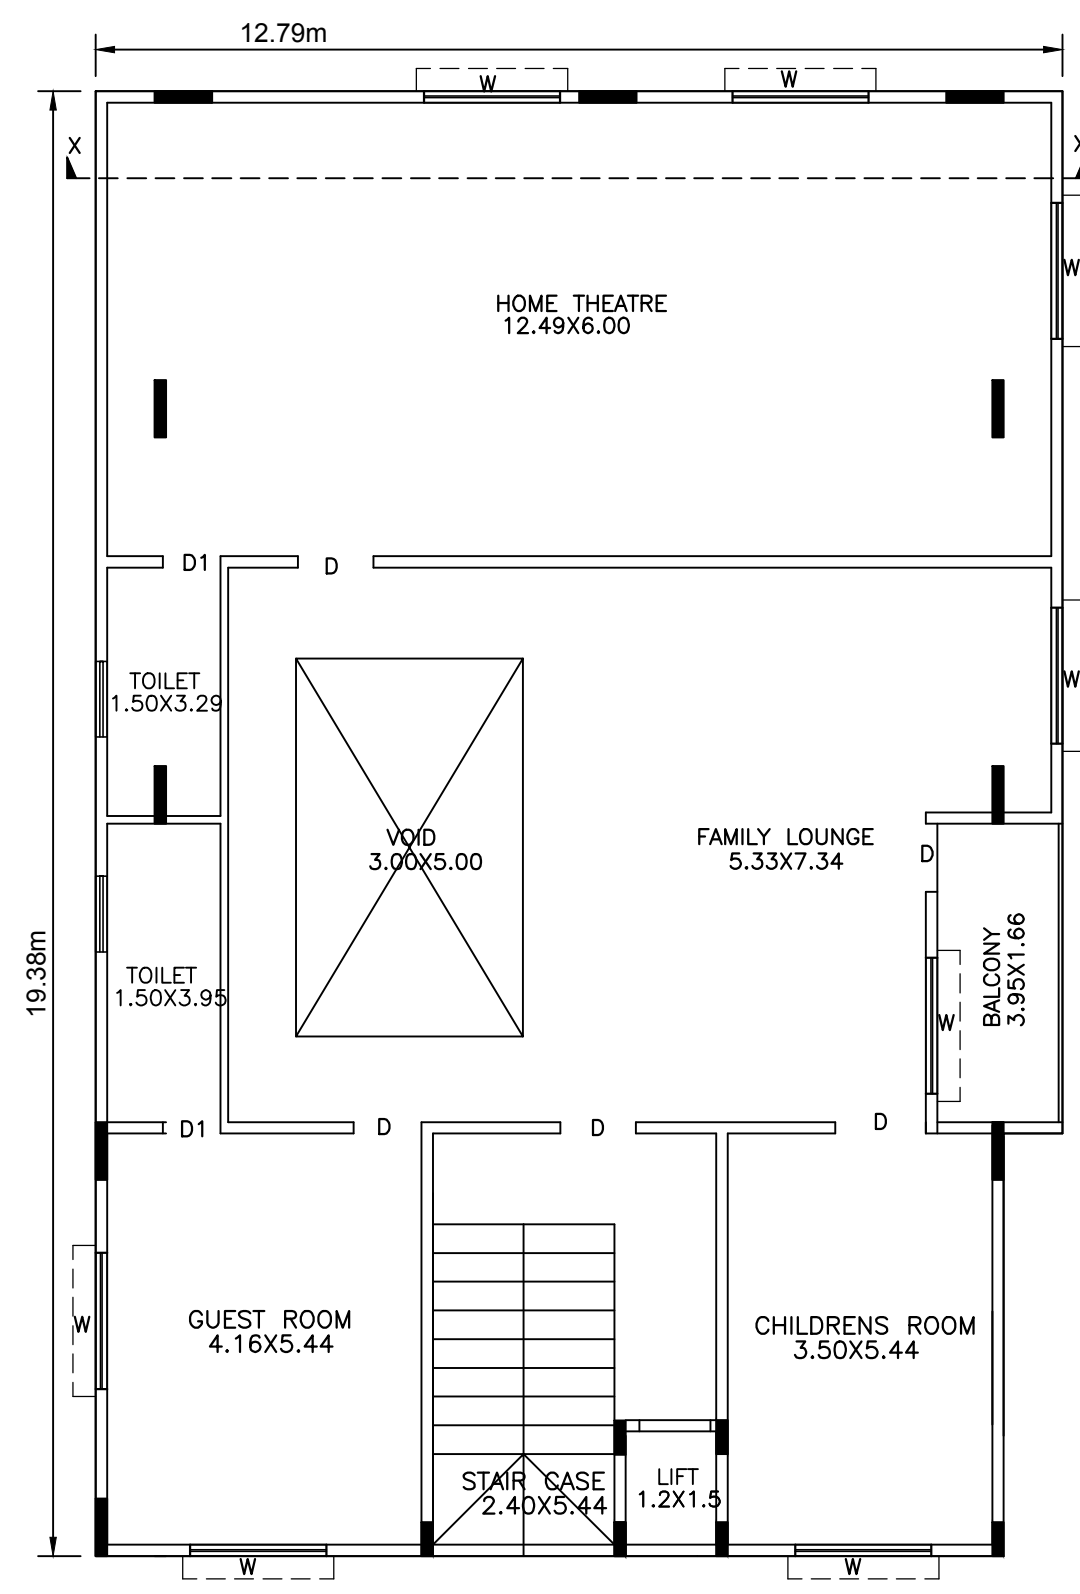 12.79m
W
W
X
X
W
HOME THEATRE
12.49X6.00
D1
D
TOILET
1.50X3.29
W
VOID
3.00X5.00
FAMILY LOUNGE
5.33X7.34
D
19.38m
BALCONY
3.95X1.66
TOILET
1.50X3.95
W
D1
D
D
D
GUEST ROOM
4.16X5.44
W
CHILDRENS ROOM
3.50X5.44
STAIR CASE
2.40X5.44
LIFT
1.2X1.5
W
W